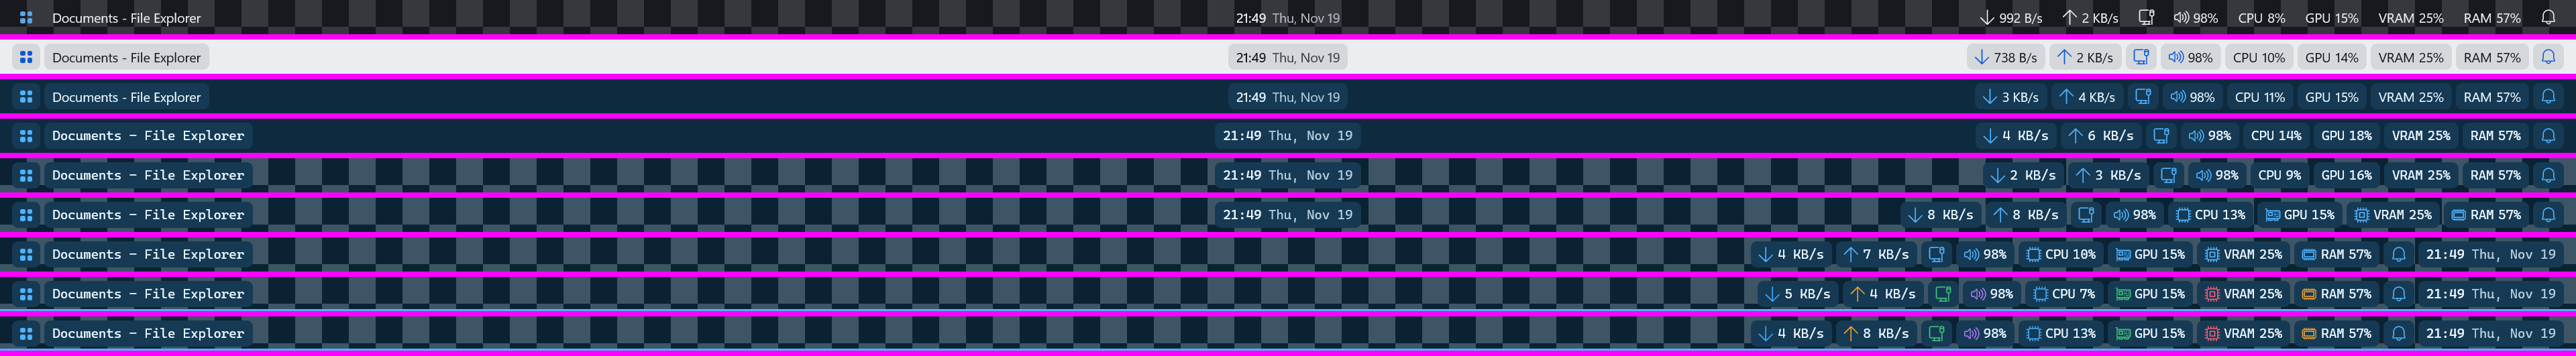 Documents - File Explorer 21:49 Thu, Nov 19 992 B/s 2 KB/s 98% CPU 8% GPU 15% VRAM 25% RAM 57%
Documents - File Explorer 21:49 Thu, Nov 19 738 B/s 2 KB/s 98% CPU 10% GPU 14% VRAM 25% RAM 57%
Documents - File Explorer 21:49 Thu, Nov 19 3 KB/s 4 KB/s 98% CPU 11% GPU 15% VRAM 25% RAM 57%
Documents - File Explorer 21:49 Thu, Nov 19 4 KB/s 6 KB/s 98% CPU 14% GPU 18% VRAM 25% RAM 57%
Documents - File Explorer 21:49 Thu, Nov 19 2 KB/s 3 KB/s 98% CPU 9% GPU 16% VRAM 25% RAM 57%
Documents - File Explorer 21:49 Thu, Nov 19 8 KB/s 8 KB/s 98% CPU 13% GPU 15% VRAM 25% RAM 57%
Documents - File Explorer 4 KB/s 7 KB/s 98% CPU 10% GPU 15% VRAM 25% RAM 57% 21:49 Thu, Nov 19
Documents - File Explorer 5 KB/s 4 KB/s 98% CPU 7% GPU 15% VRAM 25% RAM 57% 21:49 Thu, Nov 19
Documents - File Explorer 4 KB/s 8 KB/s 98% CPU 13% GPU 15% VRAM 25% RAM 57% 21:49 Thu, Nov 19